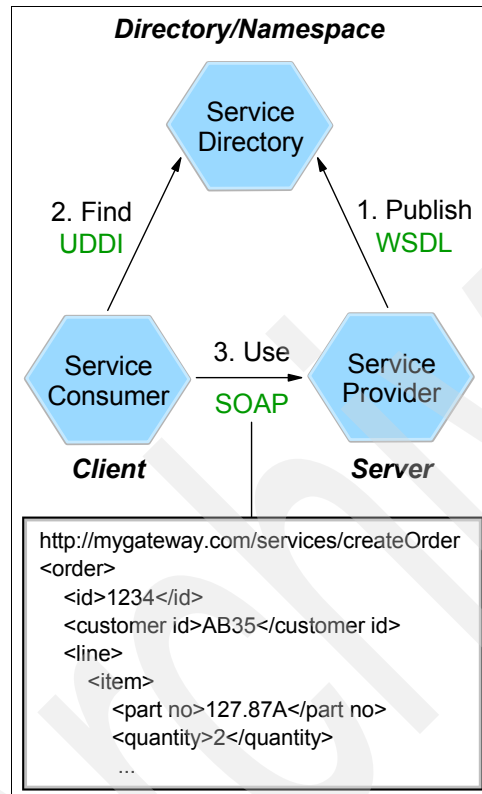 Directory/Namespace
Service
Directory
2. Find
UDDI
1. Publish
WSDL
Service
Consumer
3. Use
SOAP
Service
Provider
Client
Server
http://mygateway.com/services/createOrder
<order>
<id>1234</id>
<customer id>AB35</customer id>
<line>
<item>
<part no>127.87A</part no>
<quantity>2</quantity>
...